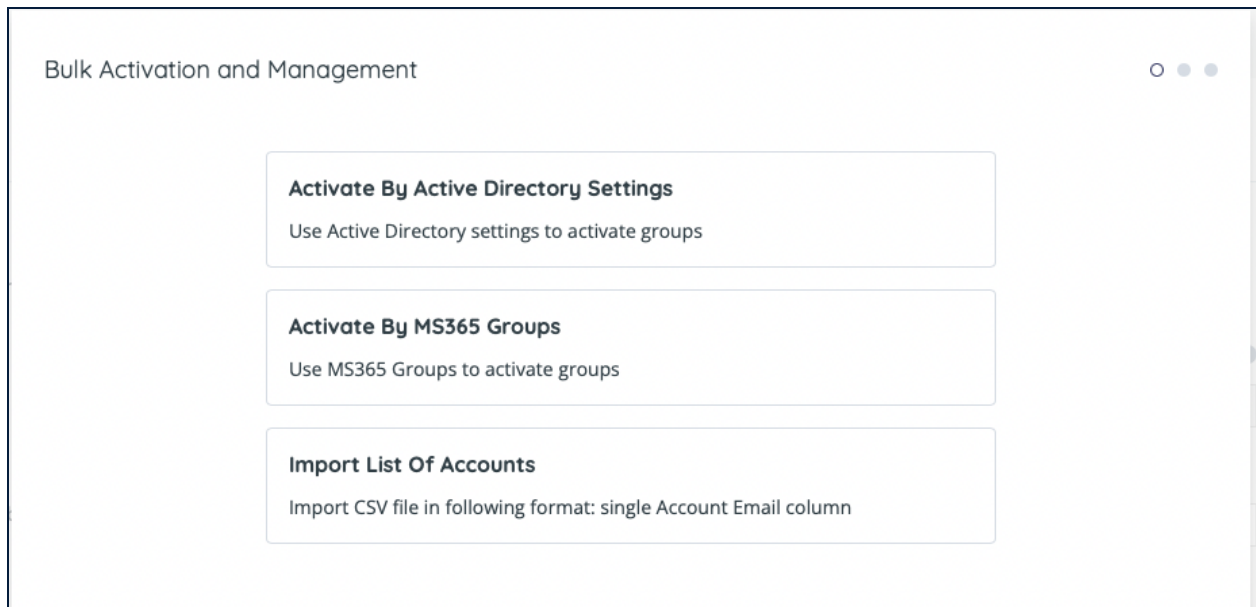 Bulk Activation and Management
Activate By Active Directory Settings
Use Active Directory settings to activate groups
Activate By MS365 Groups
Use MS365 Groups to activate groups
Import List Of Accounts
Import CSV file in following format: single Account Email column